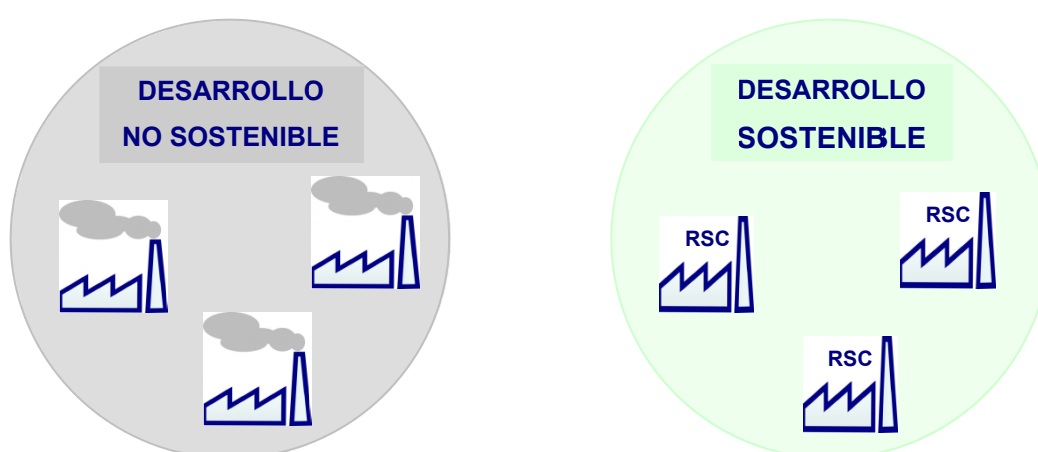 DESARROLLO
NO SOSTENIBLE
DESARROLLO
SOSTENIBLE
RSC
RSC
RSC